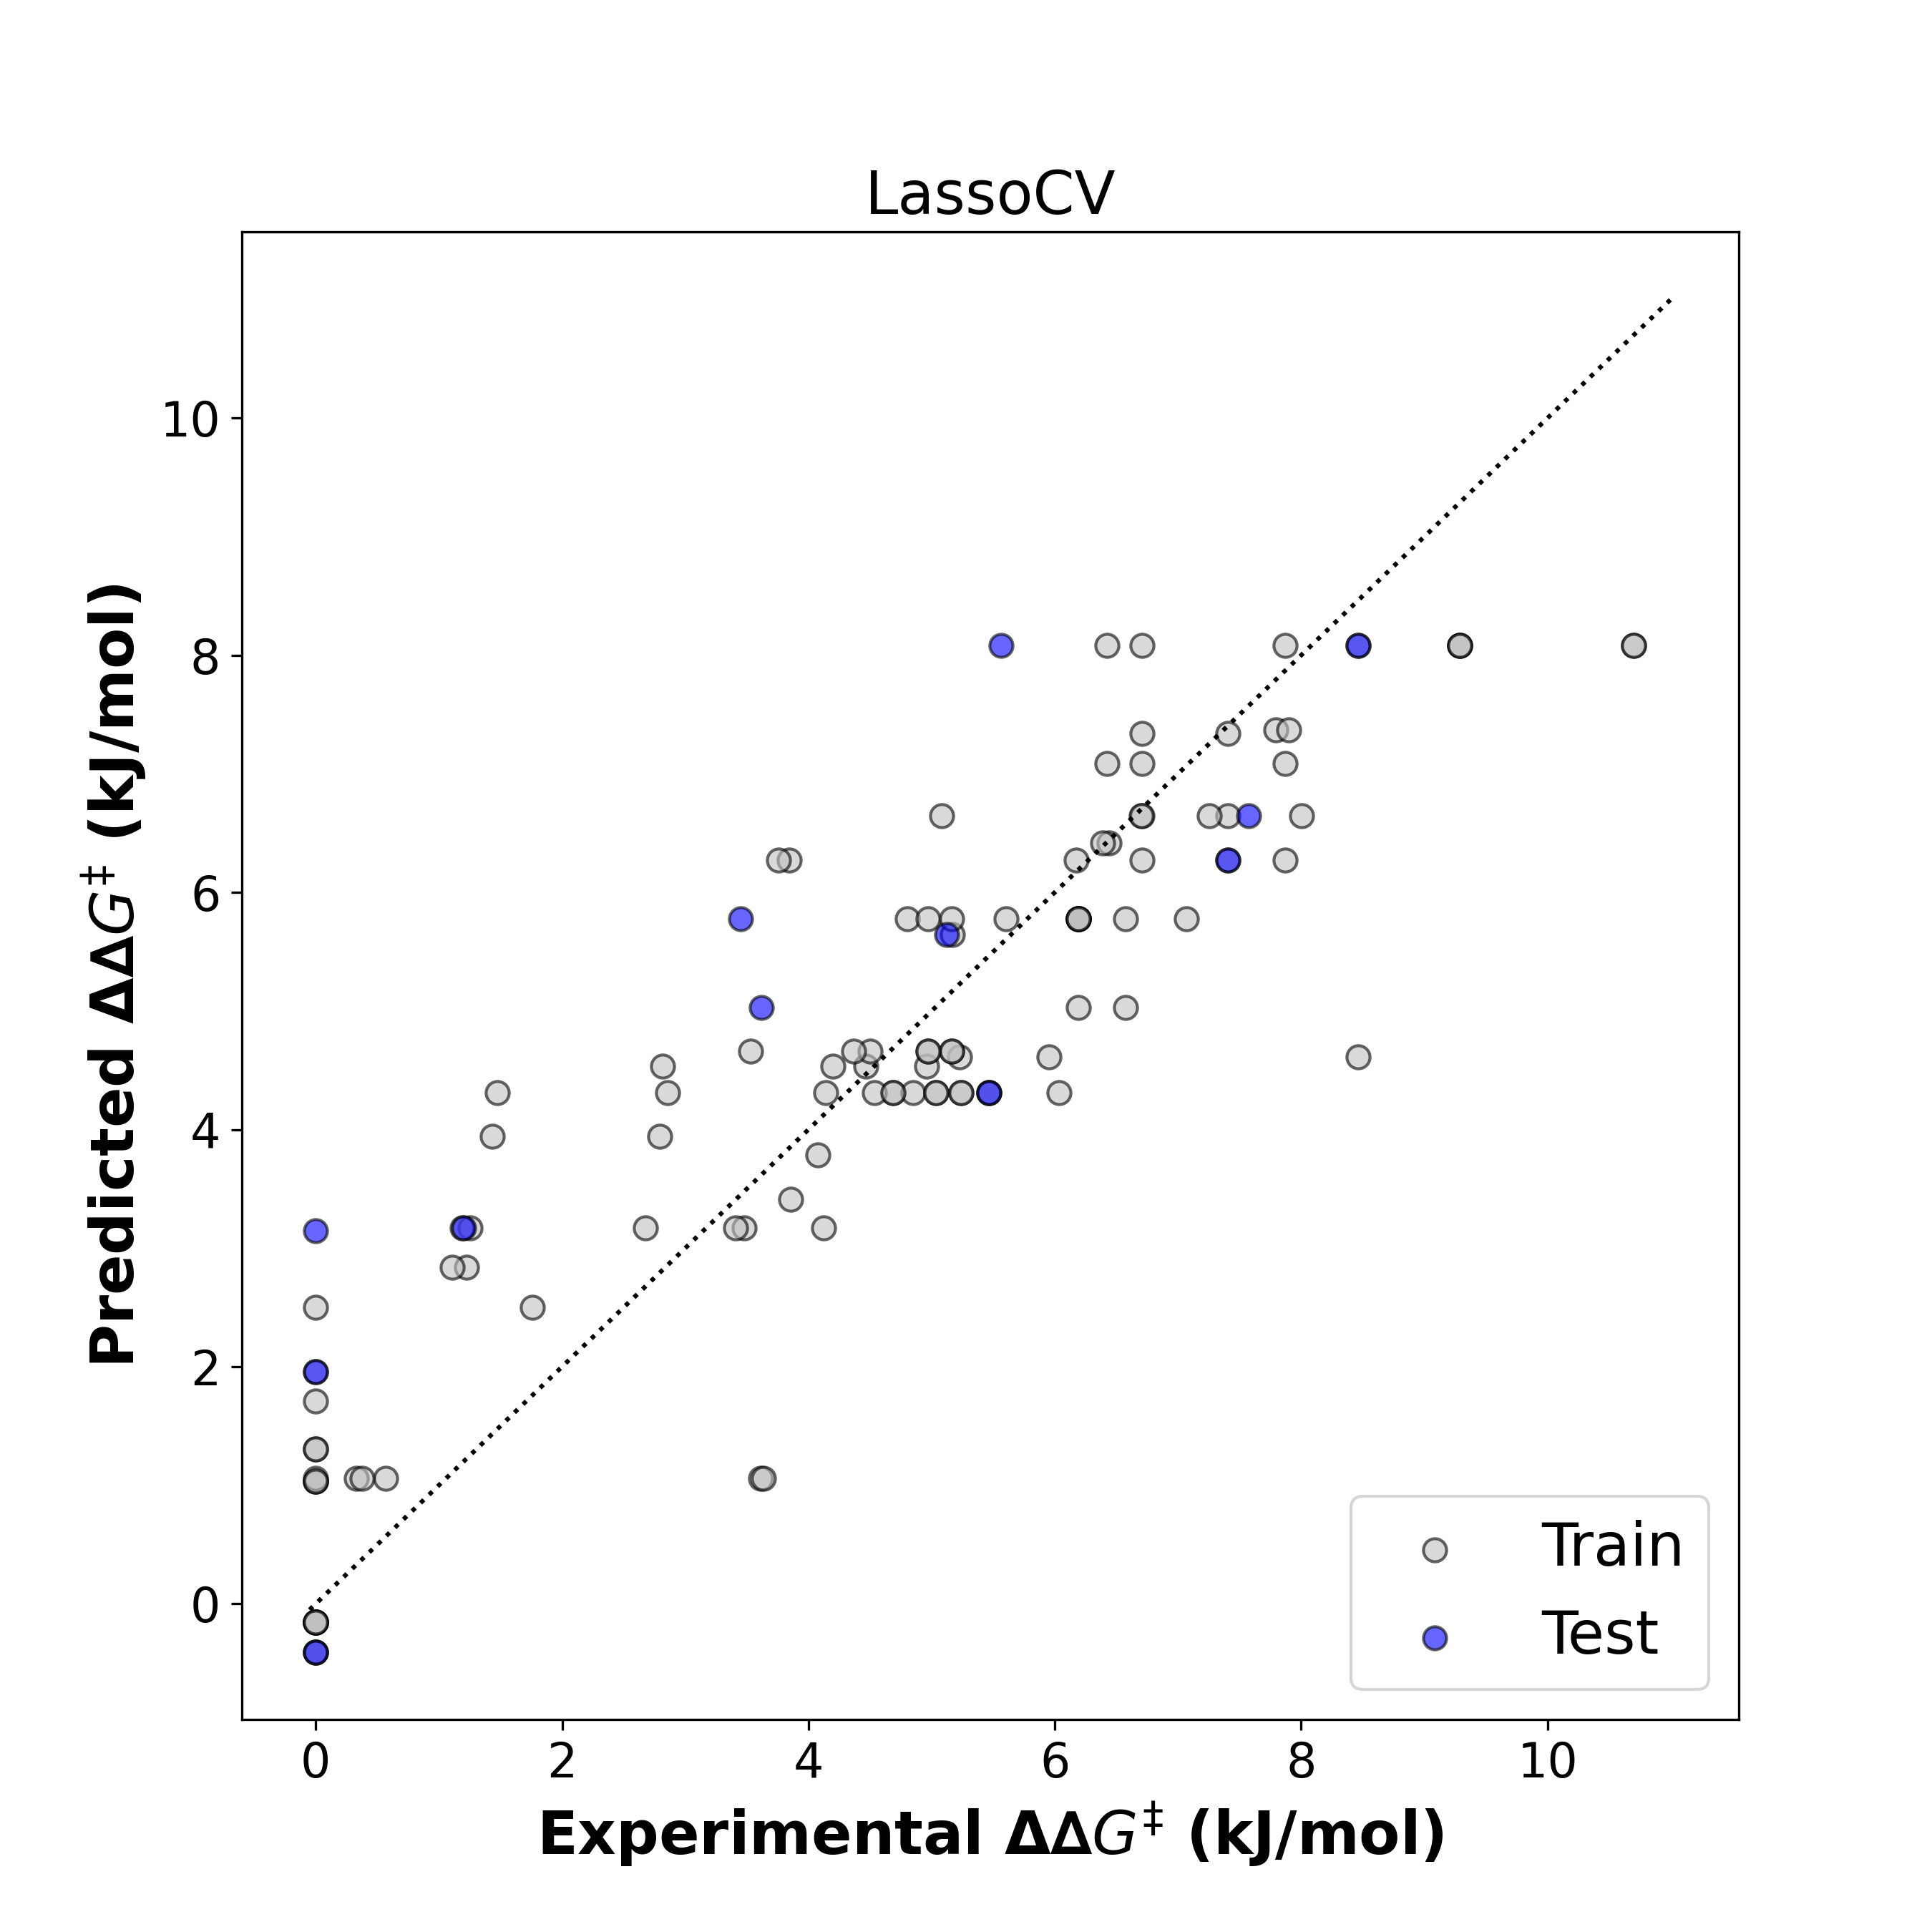 LassoCV
Predicted ΔΔG‡ (kJ/mol)
10
8
6
4
2
0
0 2 4 6 8 10
Experimental ΔΔG‡ (kJ/mol)
Train
Test